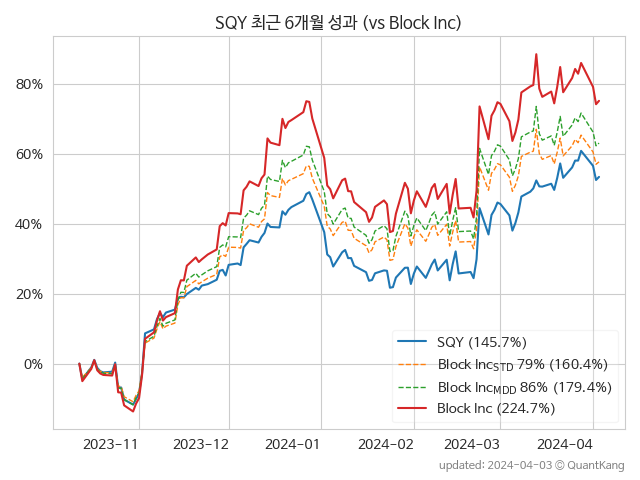 SQY 최근 6개월 성과 (vs Block Inc)
80%
60%
40%
20%
0%
SQY (145.7%)
Block Inc_STD 79% (160.4%)
Block Inc_MDD 86% (179.4%)
Block Inc (224.7%)
2023-11 2023-12 2024-01 2024-02 2024-03 2024-04
updated: 2024-04-03 © QuantKang